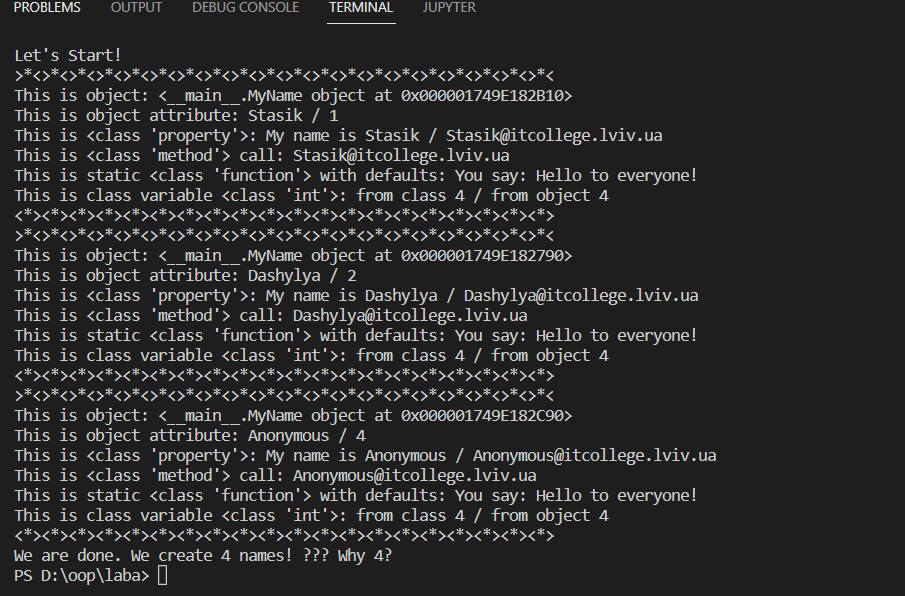 PROBLEMS OUTPUT DEBUG CONSOLE TERMINAL JUPYTER
Let's Start!
>*<>*<>*<>*<>*<>*<>*<>*<>*<>*<>*<>*<>*<>*<>*<>*<>*<>*<>*<>*<
This is object: <__main__.MyName object at 0x000001749E182B10>
This is object attribute: Stasik / 1
This is <class 'property'>: My name is Stasik / Stasik@itcollege.lviv.ua
This is <class 'method'> call: Stasik@itcollege.lviv.ua
This is static <class 'function'> with defaults: You say: Hello to everyone!
This is class variable <class 'int'>: from class 4 / from object 4
<*><*><*><*><*><*><*><*><*><*><*><*><*><*><*><*><*><*><*><*>
>*<>*<>*<>*<>*<>*<>*<>*<>*<>*<>*<>*<>*<>*<>*<>*<>*<>*<>*<>*<
This is object: <__main__.MyName object at 0x000001749E182790>
This is object attribute: Dashylya / 2
This is <class 'property'>: My name is Dashylya / Dashylya@itcollege.lviv.ua
This is <class 'method'> call: Dashylya@itcollege.lviv.ua
This is static <class 'function'> with defaults: You say: Hello to everyone!
This is class variable <class 'int'>: from class 4 / from object 4
<*><*><*><*><*><*><*><*><*><*><*><*><*><*><*><*><*><*><*><*>
>*<>*<>*<>*<>*<>*<>*<>*<>*<>*<>*<>*<>*<>*<>*<>*<>*<>*<>*<>*<
This is object: <__main__.MyName object at 0x000001749E182C90>
This is object attribute: Anonymous / 4
This is <class 'property'>: My name is Anonymous / Anonymous@itcollege.lviv.ua
This is <class 'method'> call: Anonymous@itcollege.lviv.ua
This is static <class 'function'> with defaults: You say: Hello to everyone!
This is class variable <class 'int'>: from class 4 / from object 4
<*><*><*><*><*><*><*><*><*><*><*><*><*><*><*><*><*><*><*><*>
We are done. We create 4 names! ??? Why 4?
PS D:\oop\laba>